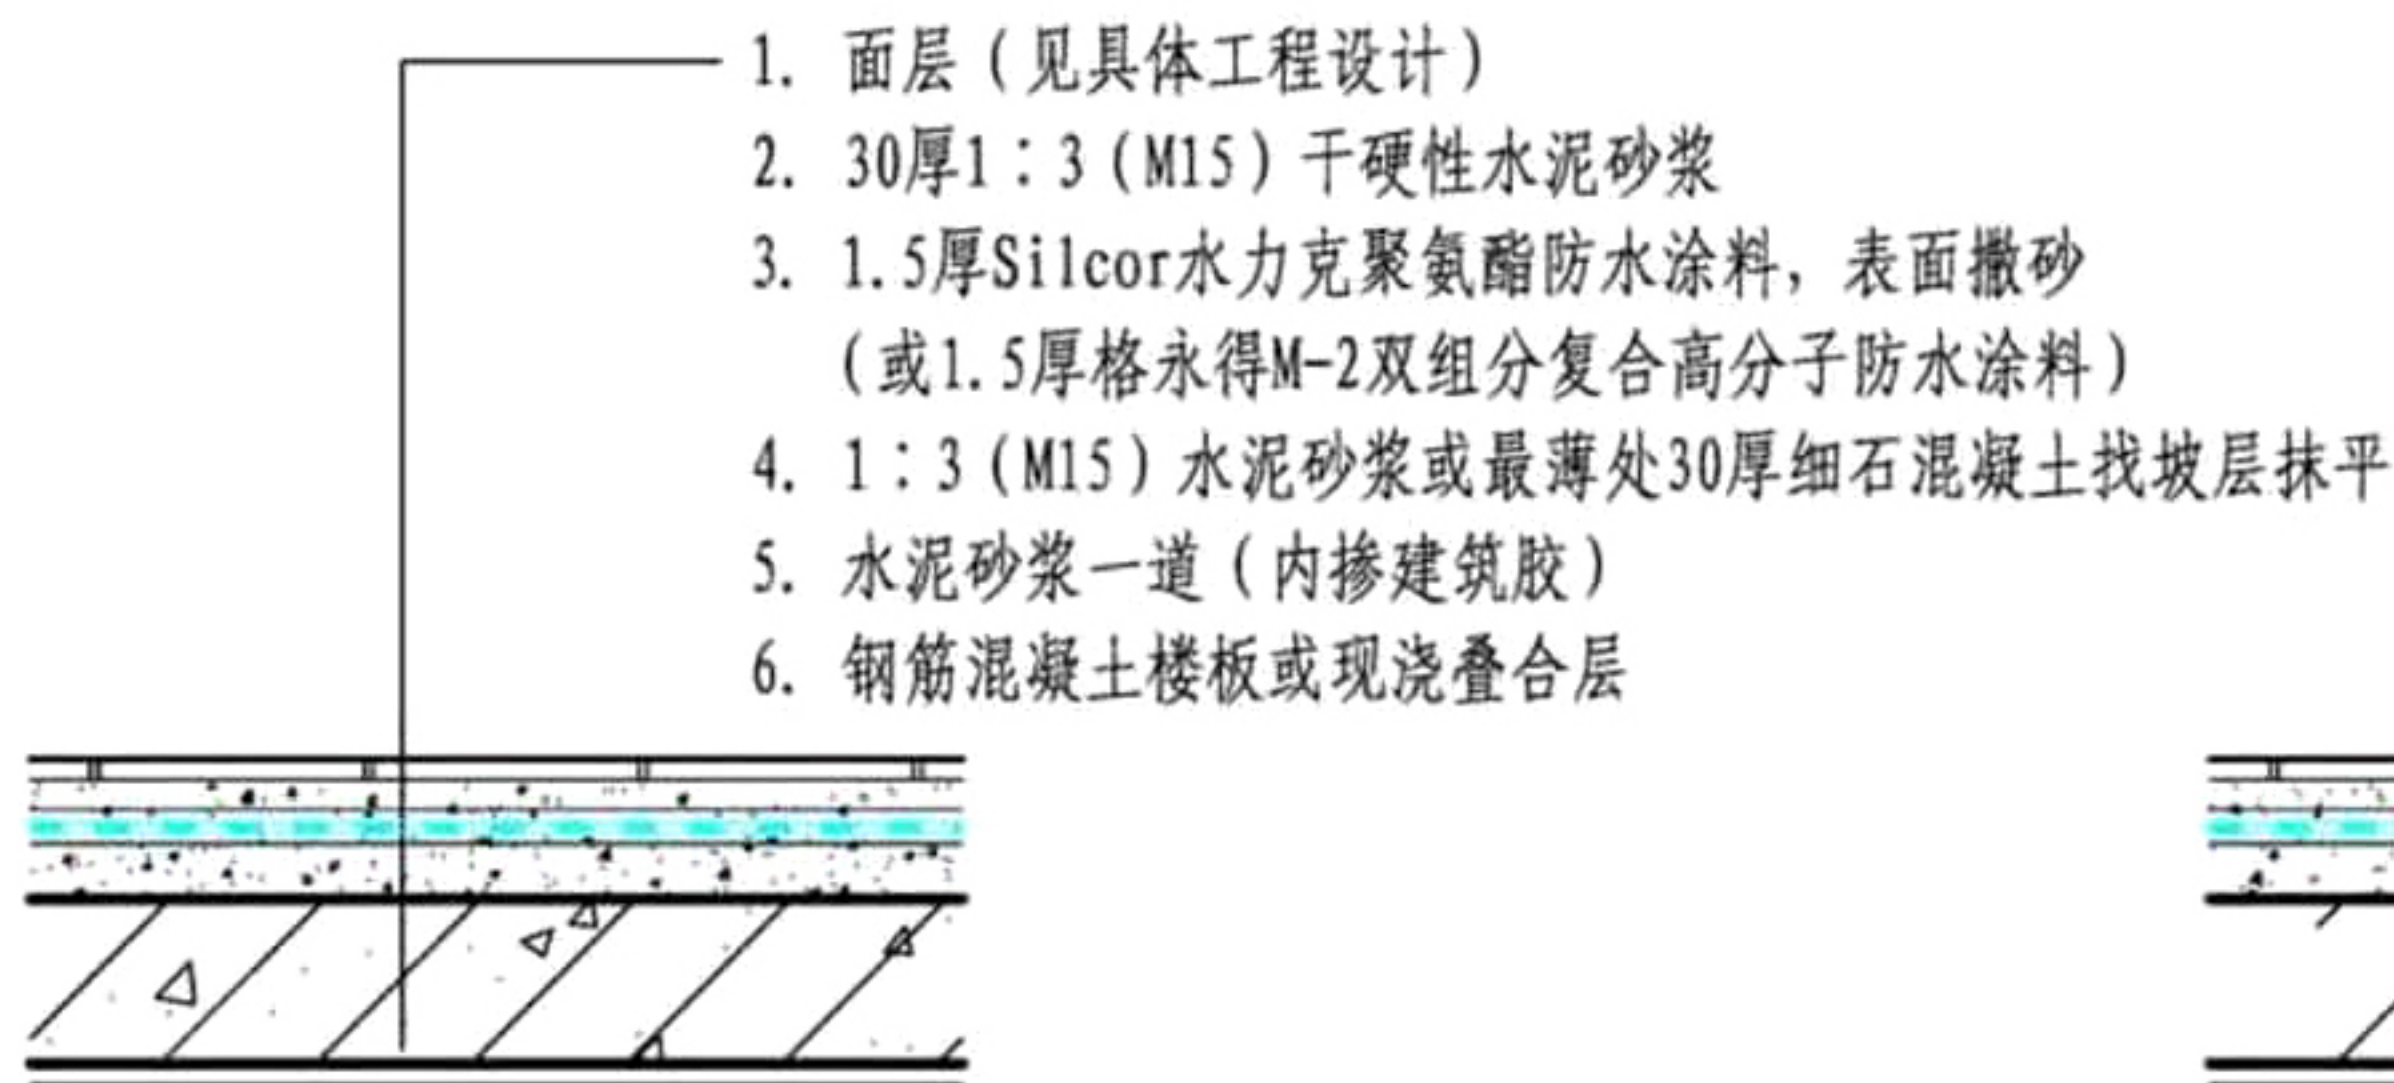 1. 面层（见具体工程设计）
2. 30厚1：3（M15）干硬性水泥砂浆
3. 1.5厚Silcor水力克聚氨酯防水涂料，表面撒砂
（或1.5厚格永得M-2双组分复合高分子防水涂料）
4. 1：3（M15）水泥砂浆或最薄处30厚细石混凝土找坡层抹平
5. 水泥砂浆一道（内掺建筑胶）
6. 钢筋混凝土楼板或现浇叠合层